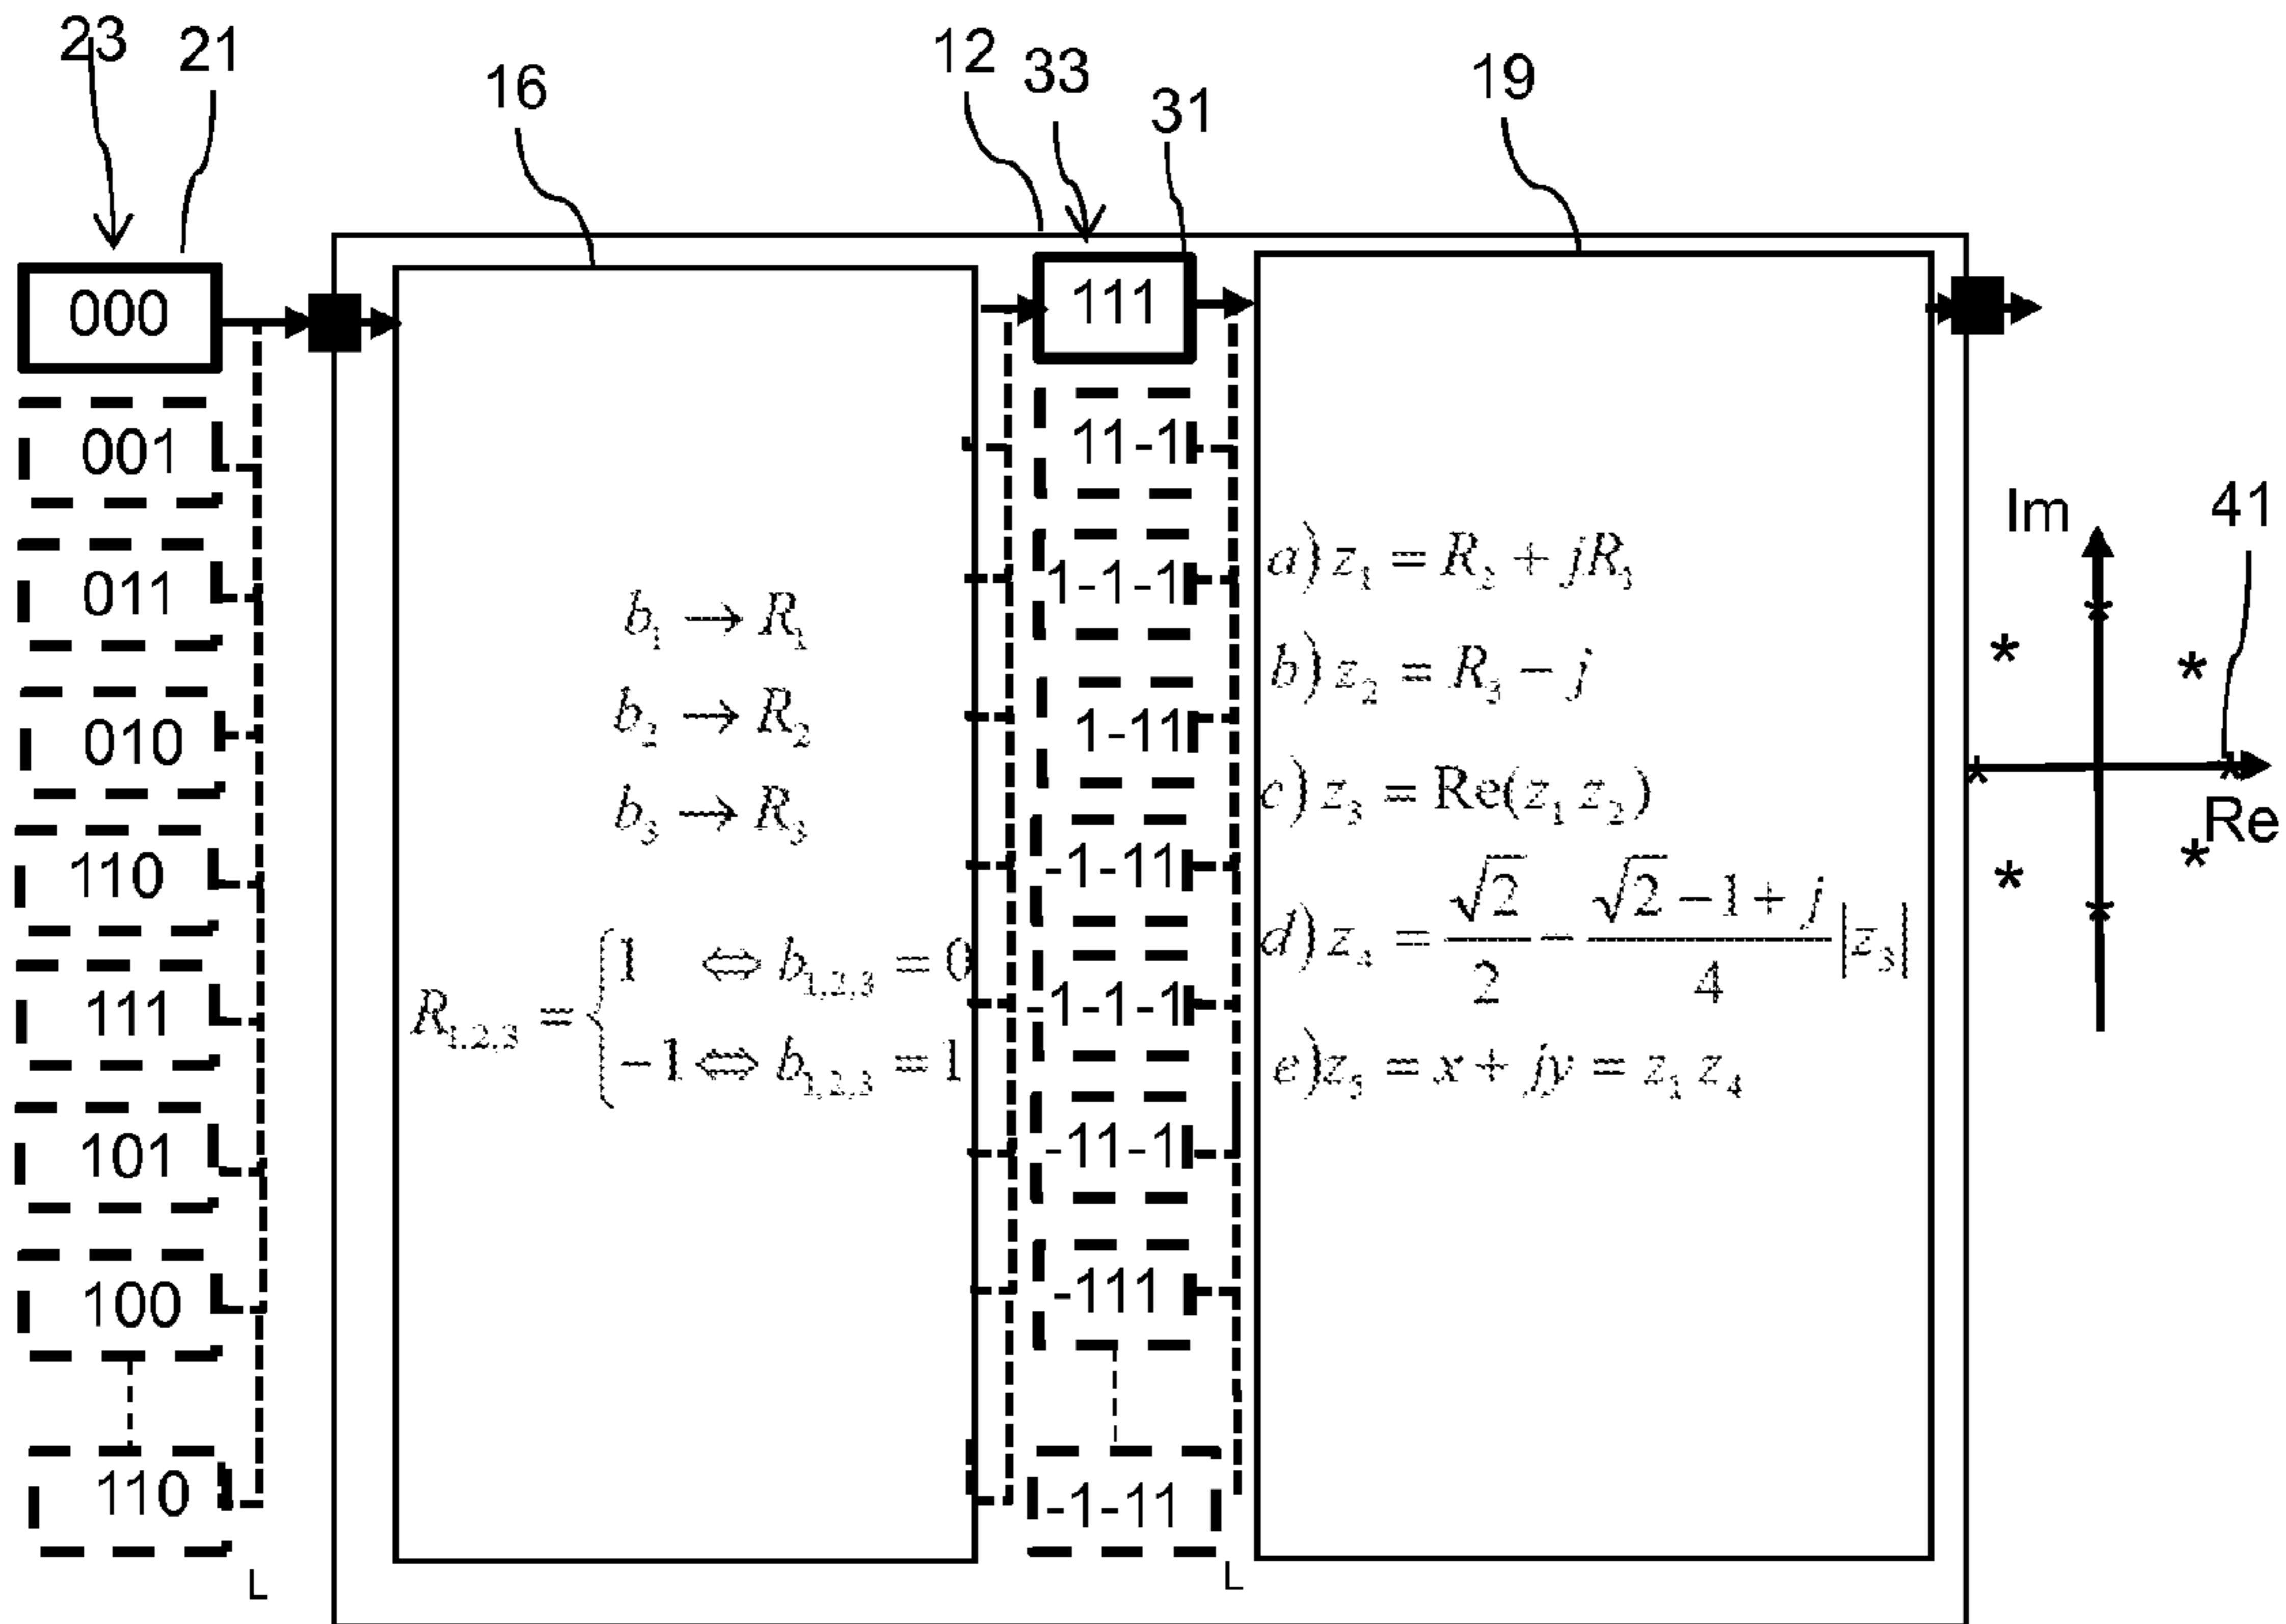 23
21
16
12
33
31
19
000
001
011
010
110
111
101
100
110
L
b₁ → R₁
b₂ → R₂
b₃ → R₃
R₁,₂,₃ = { 1 ⇔ b₁,₂,₃ = 0
−1 ⇔ b₁,₂,₃ = 1
111
11-1
1-1-1
1-11
-1-11
-1-1-1
-11-1
-111
-1-11
L
a) z₁ = R₂ + jR₁
b) z₂ = R₃ − j
c) z₃ = Re(z₁ z₂)
d) z₄ = √2/2 − (√2 − 1 + j)/4 |z₃|
e) z₅ = x + jy = z₁ z₄
Im
41
Re